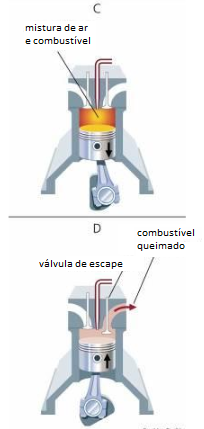 C
mistura de ar
e combustível
D
combustível
queimado
válvula de escape